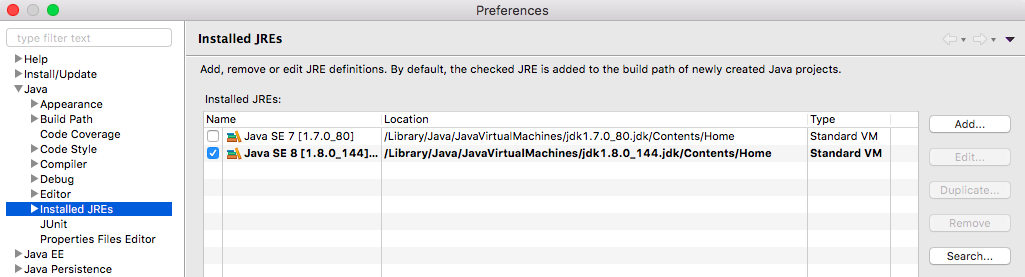 Preferences
type filter text
Help
Install/Update
Java
Appearance
Build Path
Code Coverage
Code Style
Compiler
Debug
Editor
Installed JREs
JUnit
Properties Files Editor
Java EE
Java Persistence
Installed JREs
Add, remove or edit JRE definitions. By default, the checked JRE is added to the build path of newly created Java projects.
Installed JREs:
Name Location Type
Java SE 7 [1.7.0_80] /Library/Java/JavaVirtualMachines/jdk1.7.0_80.jdk/Contents/Home Standard VM
Java SE 8 [1.8.0_144]... /Library/Java/JavaVirtualMachines/jdk1.8.0_144.jdk/Contents/Home Standard VM
Add...
Edit...
Duplicate...
Remove
Search...